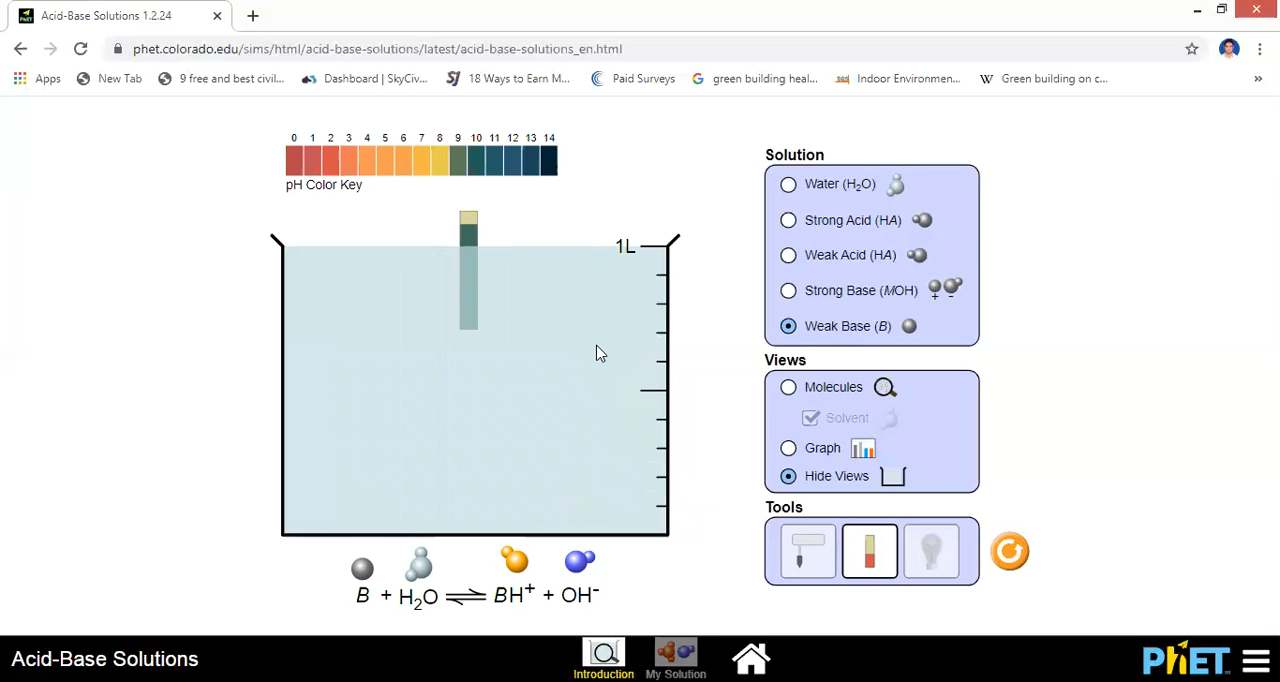 Acid-Base Solutions 1.2.24
phet.colorado.edu/sims/html/acid-base-solutions/latest/acid-base-solutions_en.html
Apps New Tab 9 free and best civil... Dashboard | SkyCiv... 18 Ways to Earn M... Paid Surveys green building heal... Indoor Environmen... Green building on c... »
0 1 2 3 4 5 6 7 8 9 10 11 12 13 14
pH Color Key
1L
Solution
Water (H₂O)
Strong Acid (HA)
Weak Acid (HA)
Strong Base (MOH)
+ -
Weak Base (B)
Views
Molecules
Solvent
Graph
Hide Views
Tools
B + H₂O ⇌ BH⁺ + OH⁻
Acid-Base Solutions
Introduction
My Solution
PhET